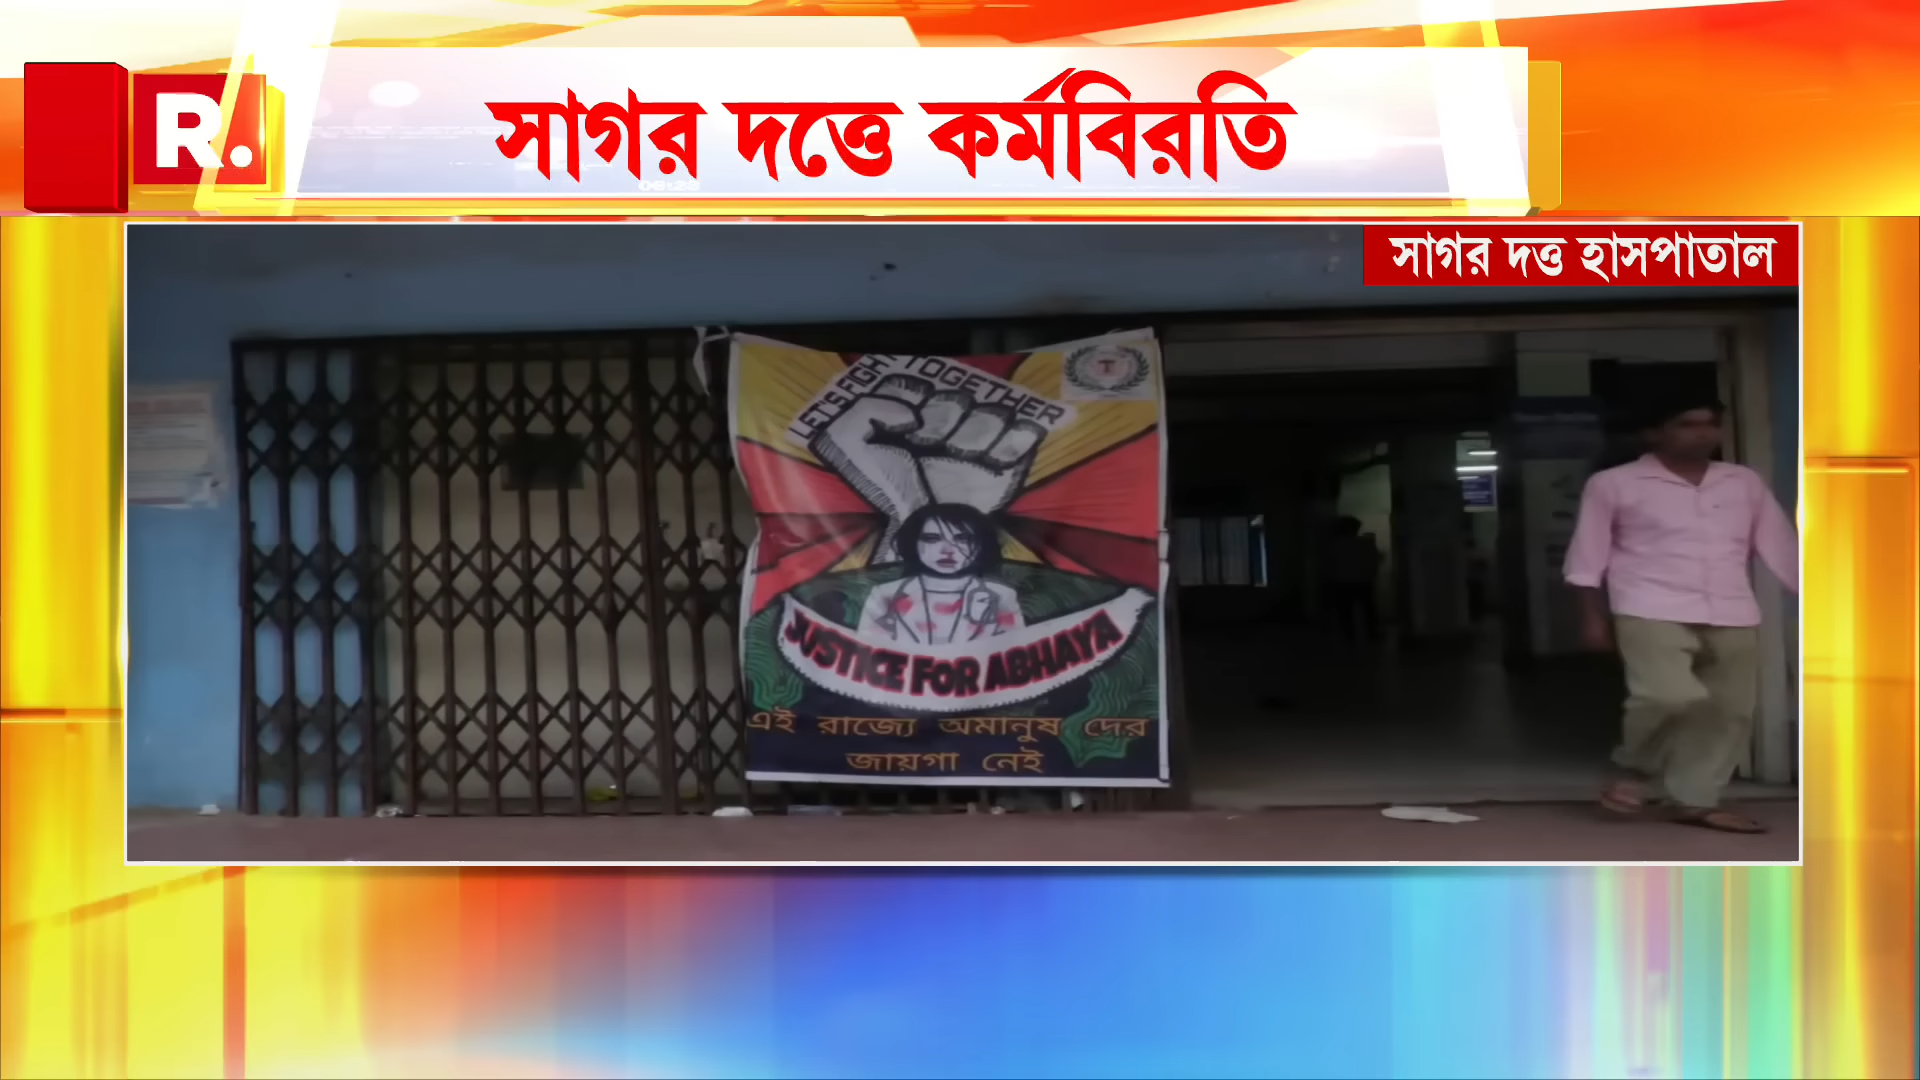 R.
সাগর দত্তে কর্মবিরতি
সাগর দত্ত হাসপাতাল
LET'S FIGHT TOGETHER
JUSTICE FOR ABHAYA
এই রাজ্যে অমানুষ দের
জায়গা নেই